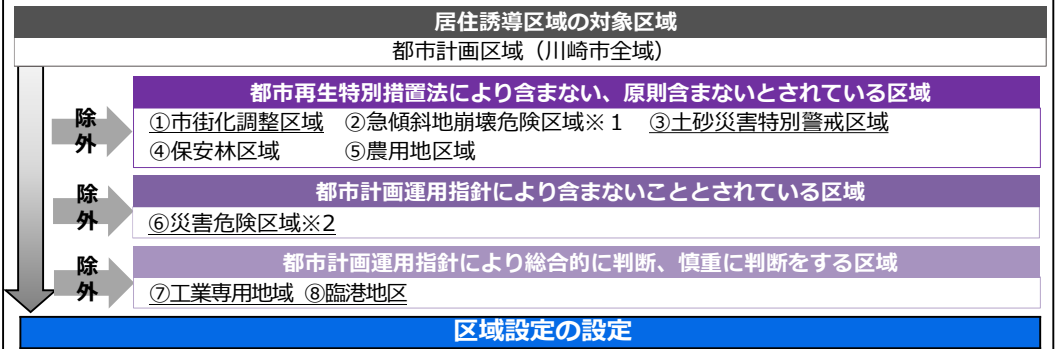 居住誘導区域の対象区域
都市計画区域（川崎市全域）
除外
都市再生特別措置法により含まない、原則含まないとされている区域
①市街化調整区域　②急傾斜地崩壊危険区域※１　③土砂災害特別警戒区域
④保安林区域　⑤農用地区域
除外
都市計画運用指針により含まないこととされている区域
⑥災害危険区域※2
除外
都市計画運用指針により総合的に判断、慎重に判断をする区域
⑦工業専用地域 ⑧臨港地区
区域設定の設定